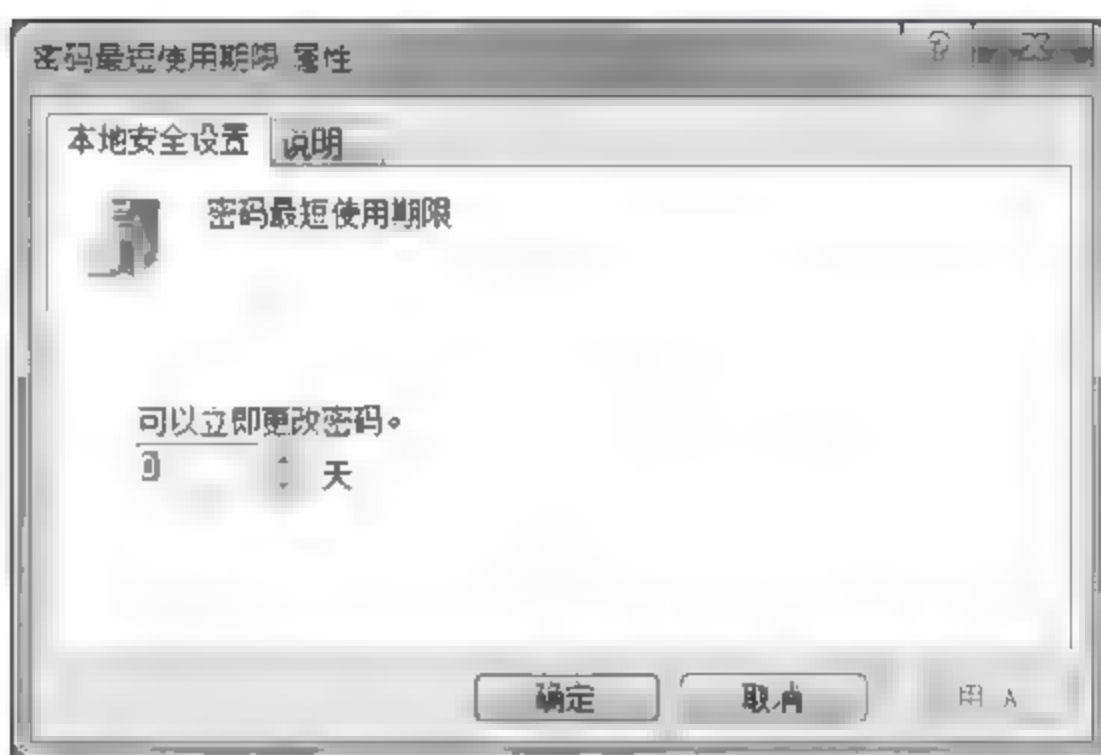 密码最短使用期限 属性
本地安全设置 说明
密码最短使用期限
可以立即更改密码。
0 天
确定 取消